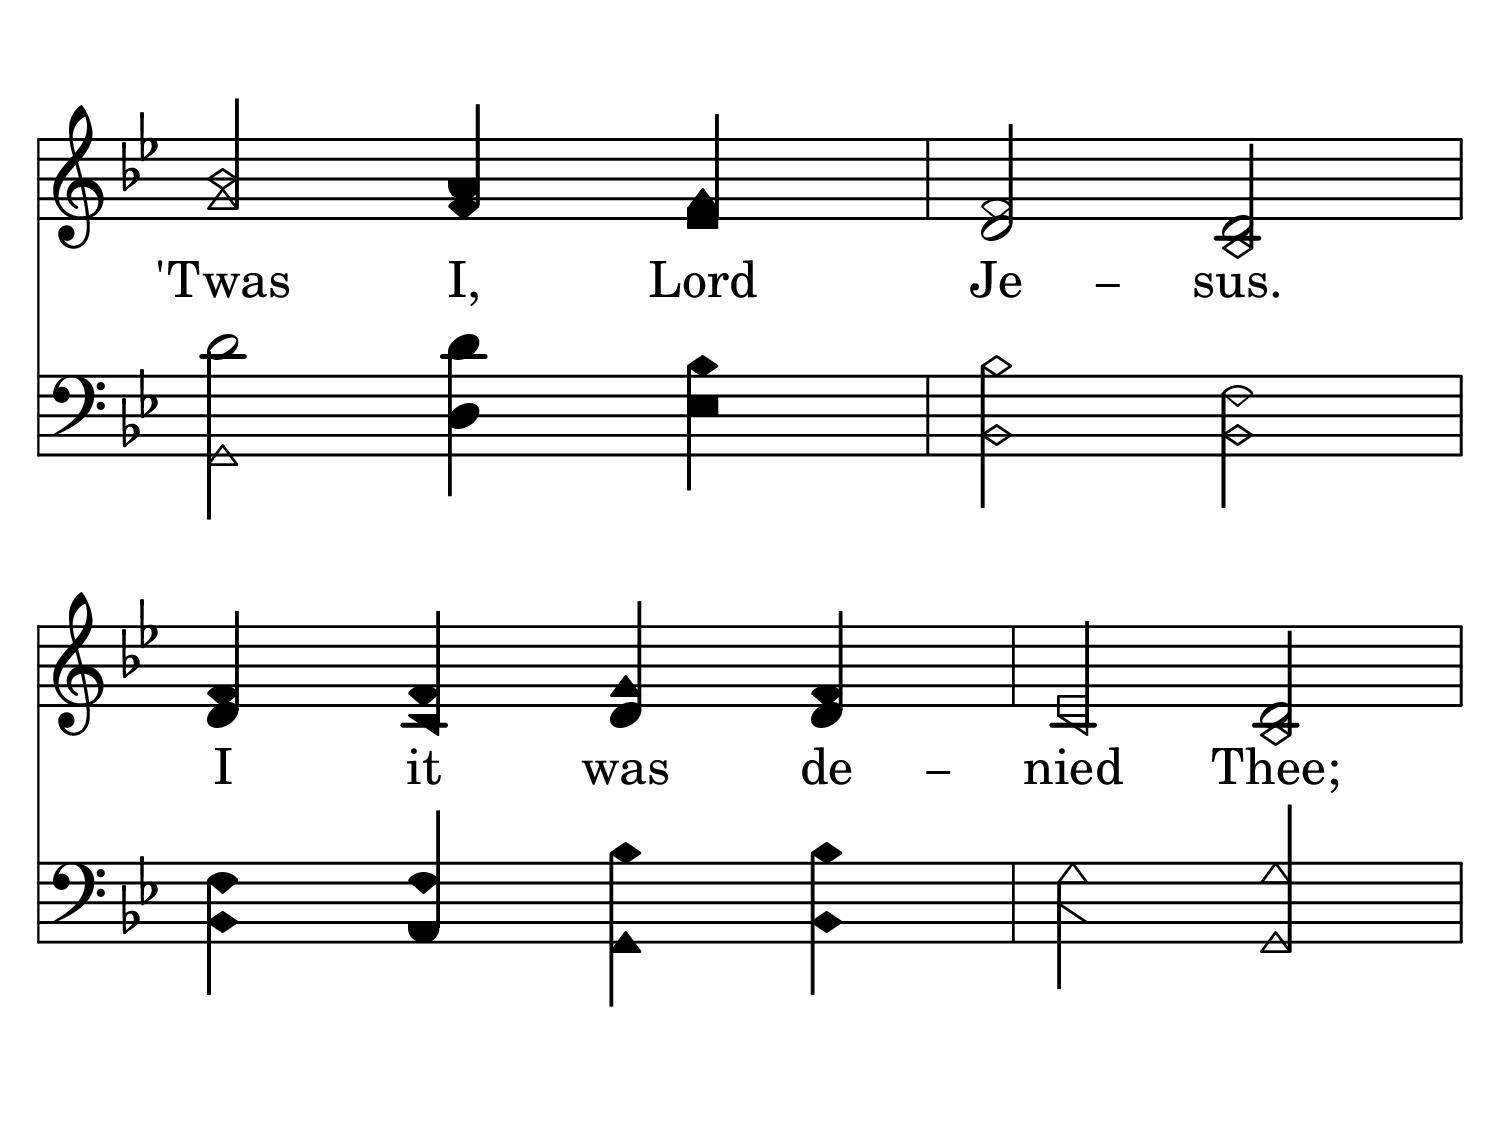 'Twas I, Lord Je – sus.
I it was de – nied Thee;